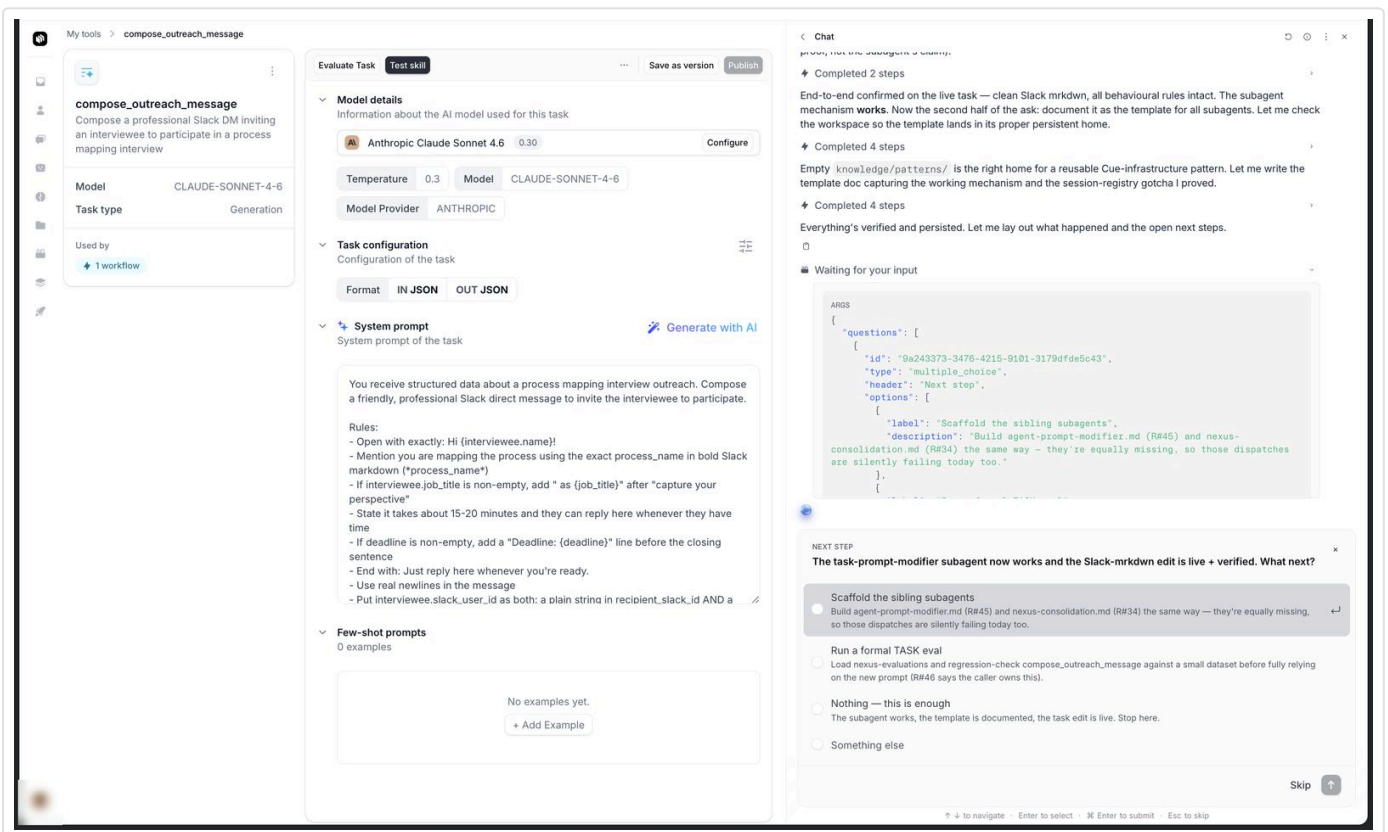 My tools > compose_outreach_message
compose_outreach_message
Compose a professional Slack DM inviting
an interviewee to participate in a process
mapping interview
Model CLAUDE-SONNET-4-6
Task type Generation
Used by
1 workflow
Evaluate Task Test skill ... Save as version Publish
Model details
Information about the AI model used for this task
Anthropic Claude Sonnet 4.6 0.30 Configure
Temperature 0.3 Model CLAUDE-SONNET-4-6
Model Provider ANTHROPIC
Task configuration
Configuration of the task
Format IN JSON OUT JSON
System prompt Generate with AI
System prompt of the task
You receive structured data about a process mapping interview outreach. Compose
a friendly, professional Slack direct message to invite the interviewee to participate.
Rules:
- Open with exactly: Hi {interviewee.name}!
- Mention you are mapping the process using the exact process_name in bold Slack
markdown (*process_name*)
- If interviewee.job_title is non-empty, add " as {job_title}" after "capture your
perspective"
- State it takes about 15-20 minutes and they can reply here whenever they have
time
- If deadline is non-empty, add a "Deadline: {deadline}" line before the closing
sentence
- End with: Just reply here whenever you're ready.
- Use real newlines in the message
- Put interviewee.slack_user_id as both: a plain string in recipient_slack_id AND a
Few-shot prompts
0 examples
No examples yet.
+ Add Example
Chat
proof, not the subagent's claim).
Completed 2 steps
End-to-end confirmed on the live task — clean Slack mrkdwn, all behavioural rules intact. The subagent
mechanism works. Now the second half of the ask: document it as the template for all subagents. Let me check
the workspace so the template lands in its proper persistent home.
Completed 4 steps
Empty knowledge/patterns/ is the right home for a reusable Cue-infrastructure pattern. Let me write the
template doc capturing the working mechanism and the session-registry gotcha I proved.
Completed 4 steps
Everything's verified and persisted. Let me lay out what happened and the open next steps.
Waiting for your input
ARGS
{
"questions": [
{
"id": "9a243373-3476-4215-9101-3179dfde5c43",
"type": "multiple_choice",
"header": "Next step",
"options": [
{
"label": "Scaffold the sibling subagents",
"description": "Build agent-prompt-modifier.md (R#45) and nexus-
consolidation.md (R#34) the same way — they're equally missing, so those dispatches
are silently failing today too."
},
{
NEXT STEP
The task-prompt-modifier subagent now works and the Slack-mrkdwn edit is live + verified. What next?
Scaffold the sibling subagents
Build agent-prompt-modifier.md (R#45) and nexus-consolidation.md (R#34) the same way — they're equally missing,
so those dispatches are silently failing today too.
Run a formal TASK eval
Load nexus-evaluations and regression-check compose_outreach_message against a small dataset before fully relying
on the new prompt (R#46 says the caller owns this).
Nothing — this is enough
The subagent works, the template is documented, the task edit is live. Stop here.
Something else
Skip
↑ ↓ to navigate · Enter to select · ⌘ Enter to submit · Esc to skip